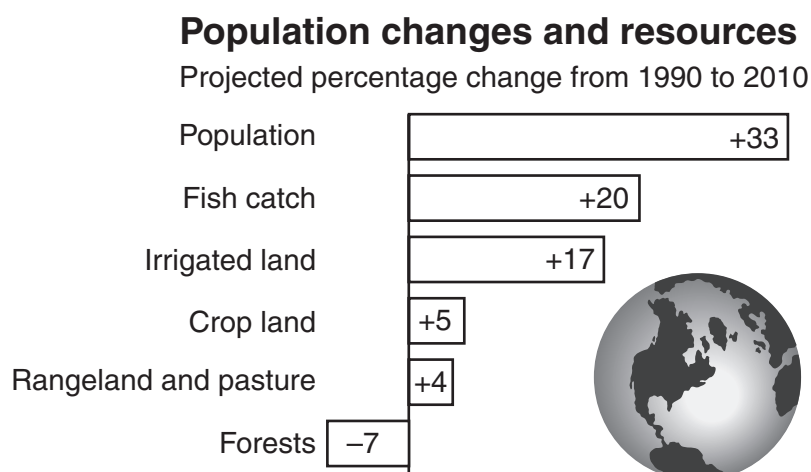 Population changes and resources
Projected percentage change from 1990 to 2010
Population +33
Fish catch +20
Irrigated land +17
Crop land +5
Rangeland and pasture +4
Forests –7